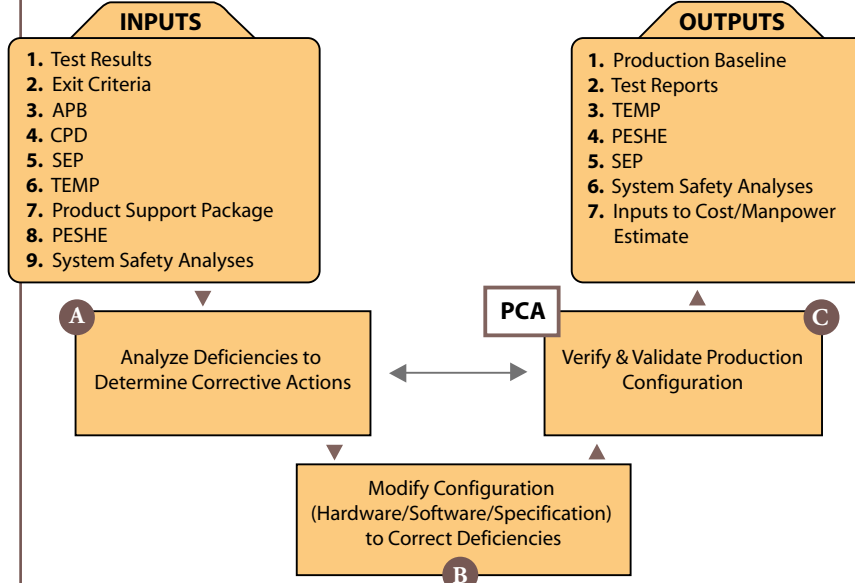 INPUTS
1. Test Results
2. Exit Criteria
3. APB
4. CPD
5. SEP
6. TEMP
7. Product Support Package
8. PESHE
9. System Safety Analyses
OUTPUTS
1. Production Baseline
2. Test Reports
3. TEMP
4. PESHE
5. SEP
6. System Safety Analyses
7. Inputs to Cost/Manpower
Estimate
A
Analyze Deficiencies to
Determine Corrective Actions
PCA
C
Verify & Validate Production
Configuration
Modify Configuration
(Hardware/Software/Specification)
to Correct Deficiencies
B